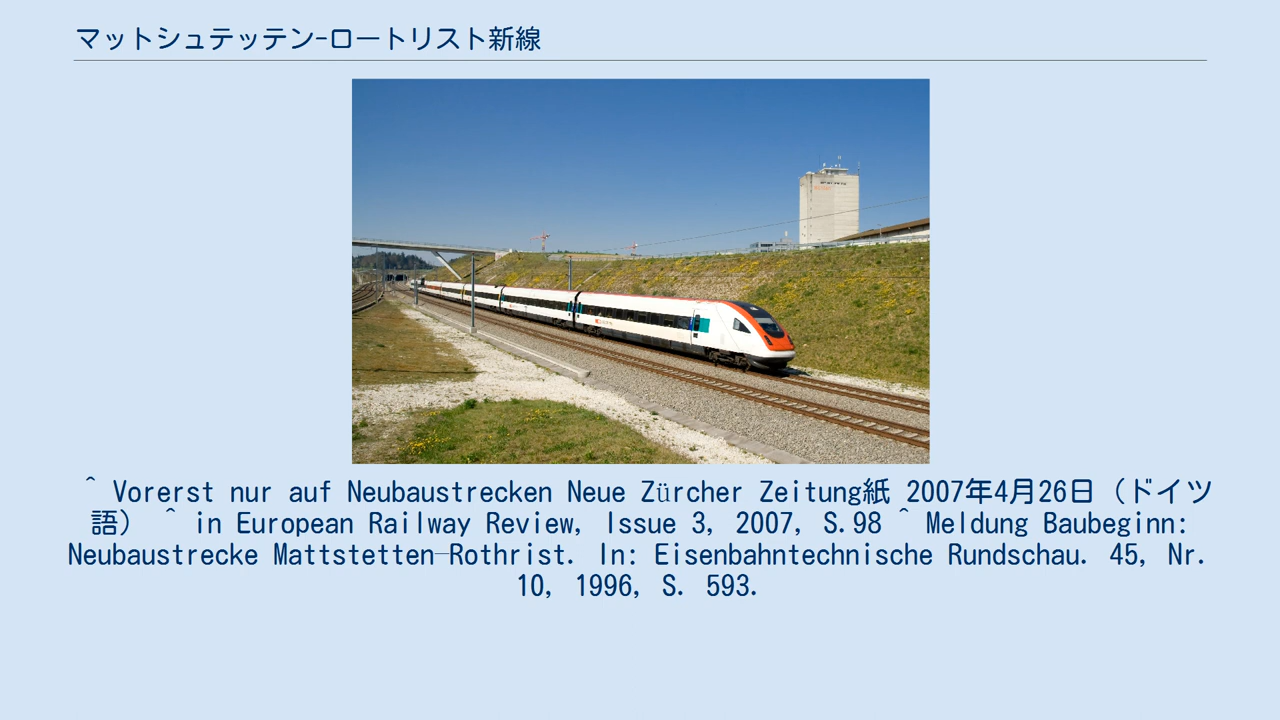 マットシュテッテン-ロートリスト新線
^ Vorerst nur auf Neubaustrecken Neue Zürcher Zeitung紙 2007年4月26日（ドイツ
語） ^ in European Railway Review, Issue 3, 2007, S.98 ^ Meldung Baubeginn:
Neubaustrecke Mattstetten–Rothrist. In: Eisenbahntechnische Rundschau. 45, Nr.
10, 1996, S. 593.